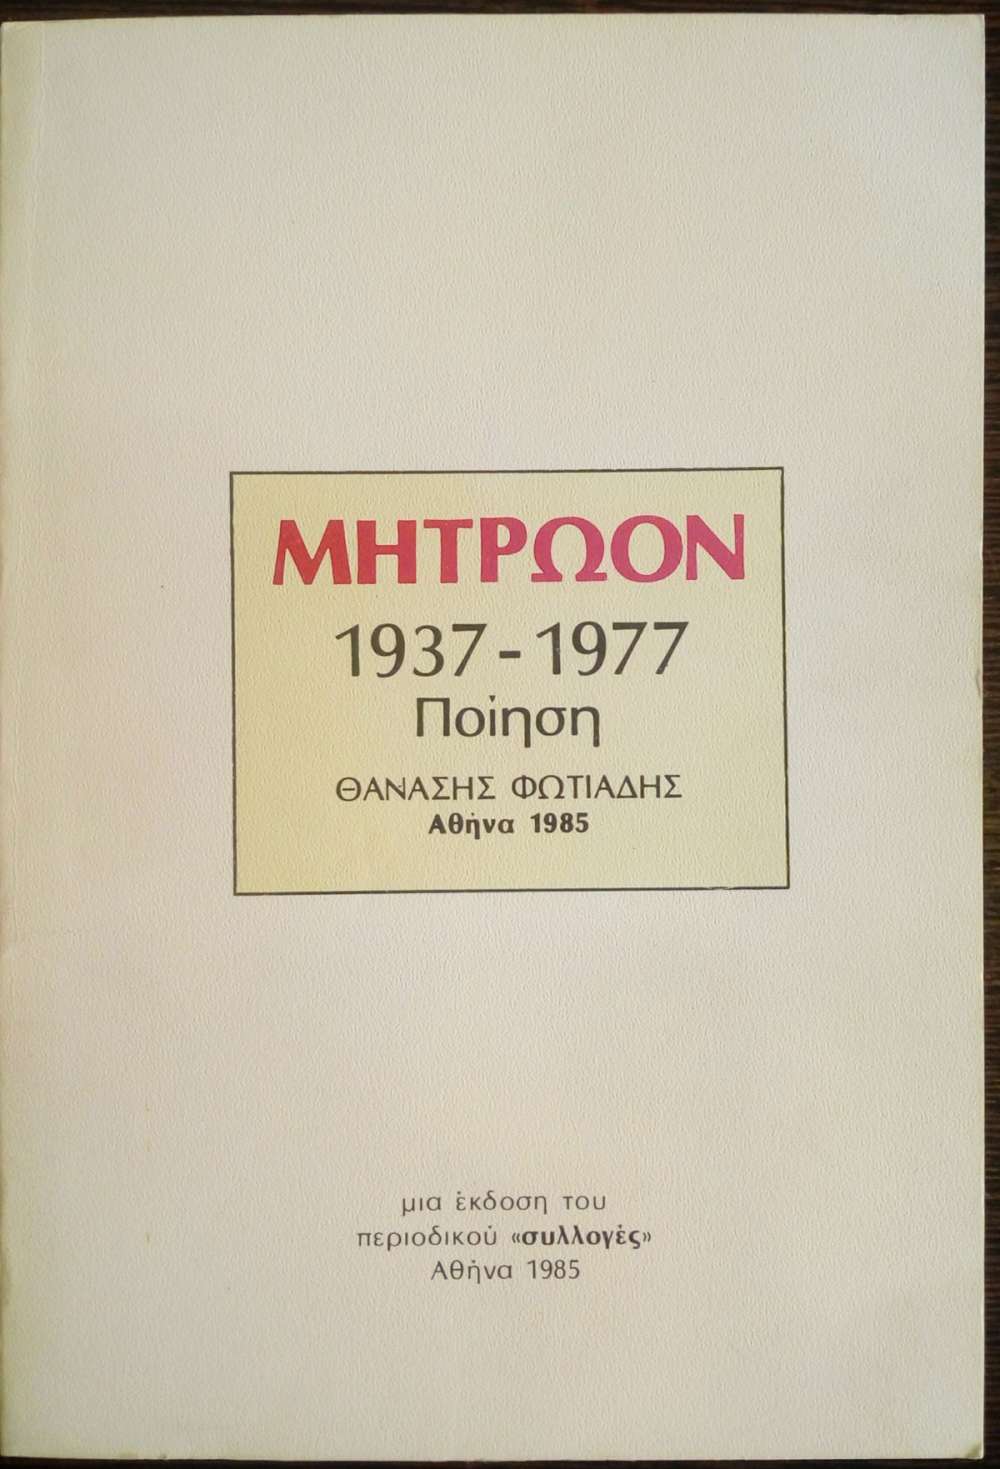 ΜΗΤΡΩΟΝ
1937-1977
Ποίηση
ΘΑΝΑΣΗΣ ΦΩΤΙΑΔΗΣ
Αθήνα 1985
μια έκδοση του
περιοδικού «συλλογές»
Αθήνα 1985